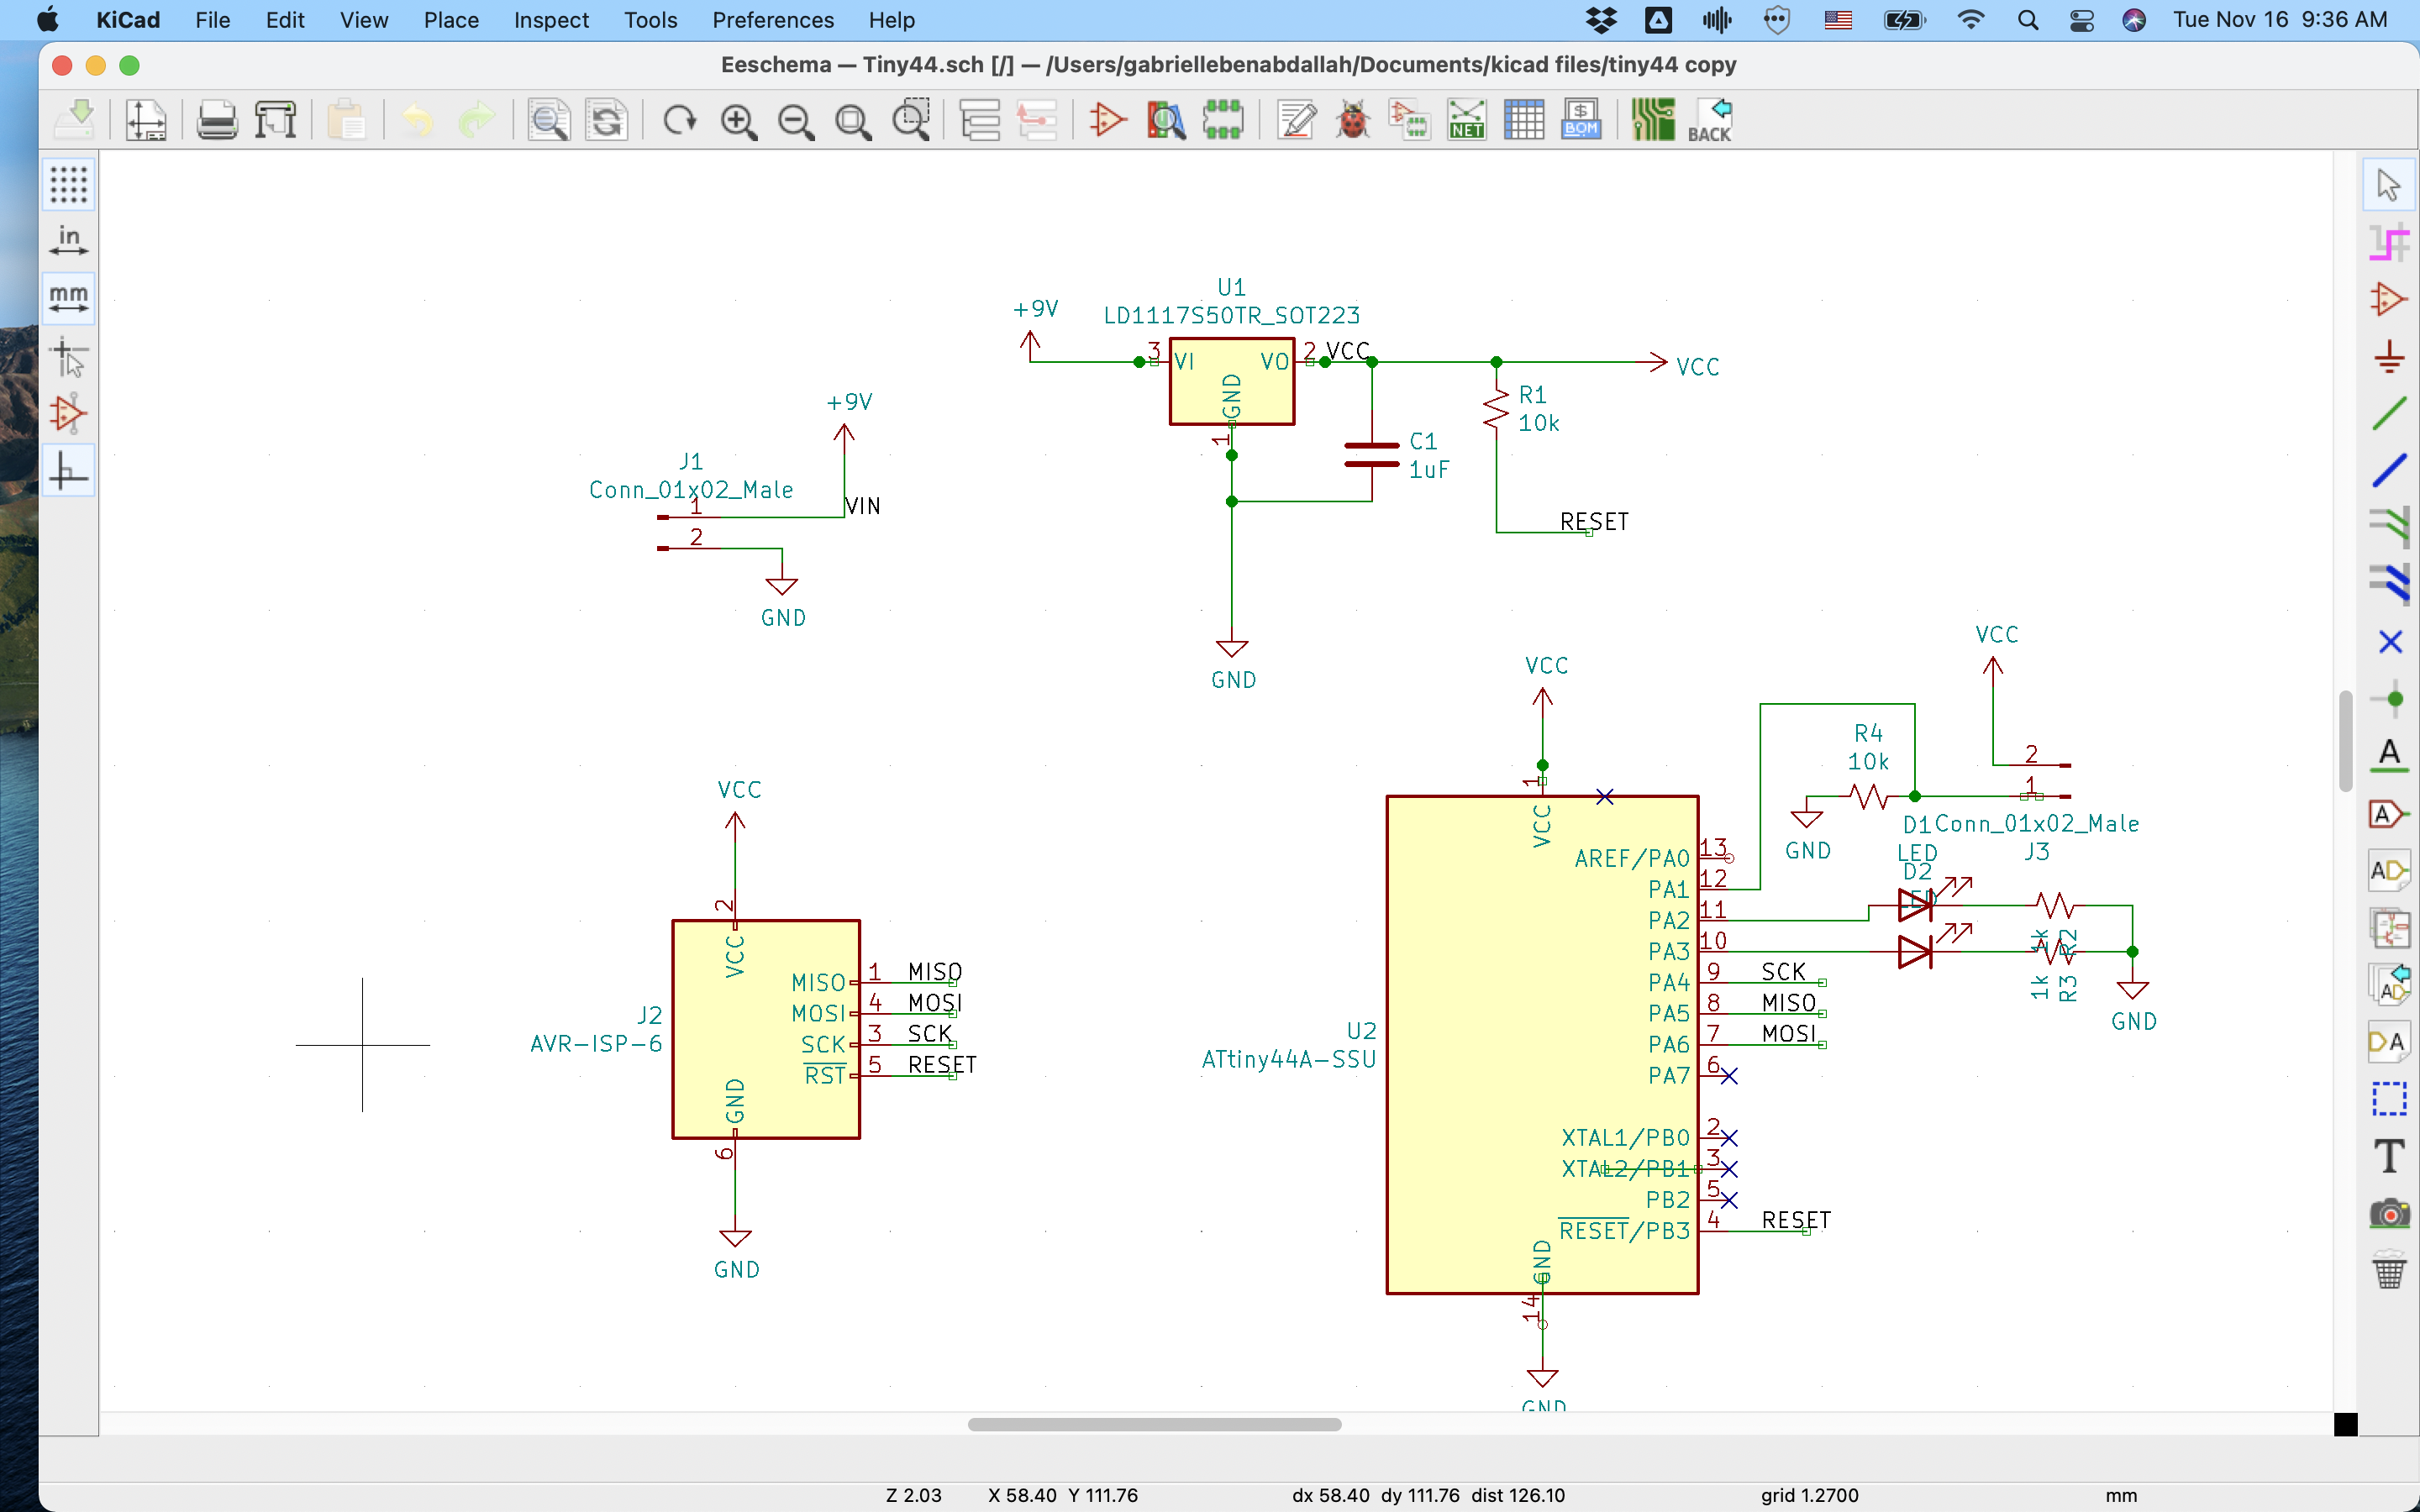 KiCad File Edit View Place Inspect Tools Preferences Help Tue Nov 16 9:36 AM
Eeschema — Tiny44.sch [/] — /Users/gabriellebenabdallah/Documents/kicad files/tiny44 copy
NET
$
BOM
BACK
in
mm
U1
LD1117S50TR_SOT223
+9V
3 VI VO 2 VCC
VCC
GND
1
R1
10k
C1
1uF
RESET
GND
+9V
J1
Conn_01x02_Male
1
VIN
2
GND
VCC
2
VCC
MISO 1 MISO
MOSI 4 MOSI
SCK 3 SCK
RST 5 RESET
J2
AVR-ISP-6
GND
6
GND
VCC
1
VCC
AREF/PA0 13
PA1 12
PA2 11
PA3 10
PA4 9 SCK
PA5 8 MISO
PA6 7 MOSI
PA7 6
XTAL1/PB0 2
XTAL2/PB1 3
PB2 5
RESET/PB3 4 RESET
U2
ATtiny44A-SSU
GND
14
GND
VCC
2
1
R4
10k
GND
Conn_01x02_Male
J3
D1
LED
D2
LED
1k R2
1k R3
GND
A
A
A
A
A
T
Z 2.03 X 58.40 Y 111.76 dx 58.40 dy 111.76 dist 126.10 grid 1.2700 mm